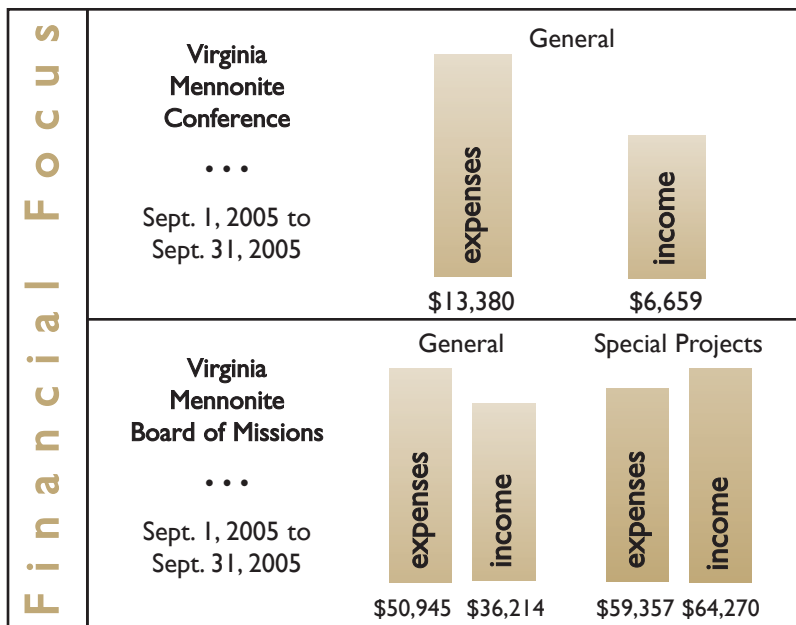 Financial Focus
Virginia
Mennonite
Conference
• • •
Sept. 1, 2005 to
Sept. 31, 2005
General
expenses
income
$13,380
$6,659
Virginia
Mennonite
Board of Missions
• • •
Sept. 1, 2005 to
Sept. 31, 2005
General
expenses
income
$50,945
$36,214
Special Projects
expenses
income
$59,357
$64,270